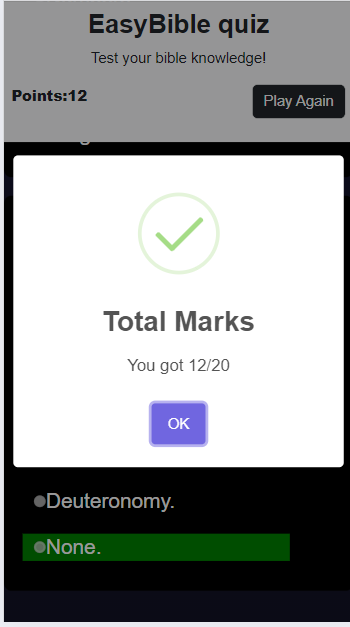 EasyBible quiz
Test your bible knowledge!
Points:12
Play Again
Total Marks
You got 12/20
OK
Deuteronomy.
None.